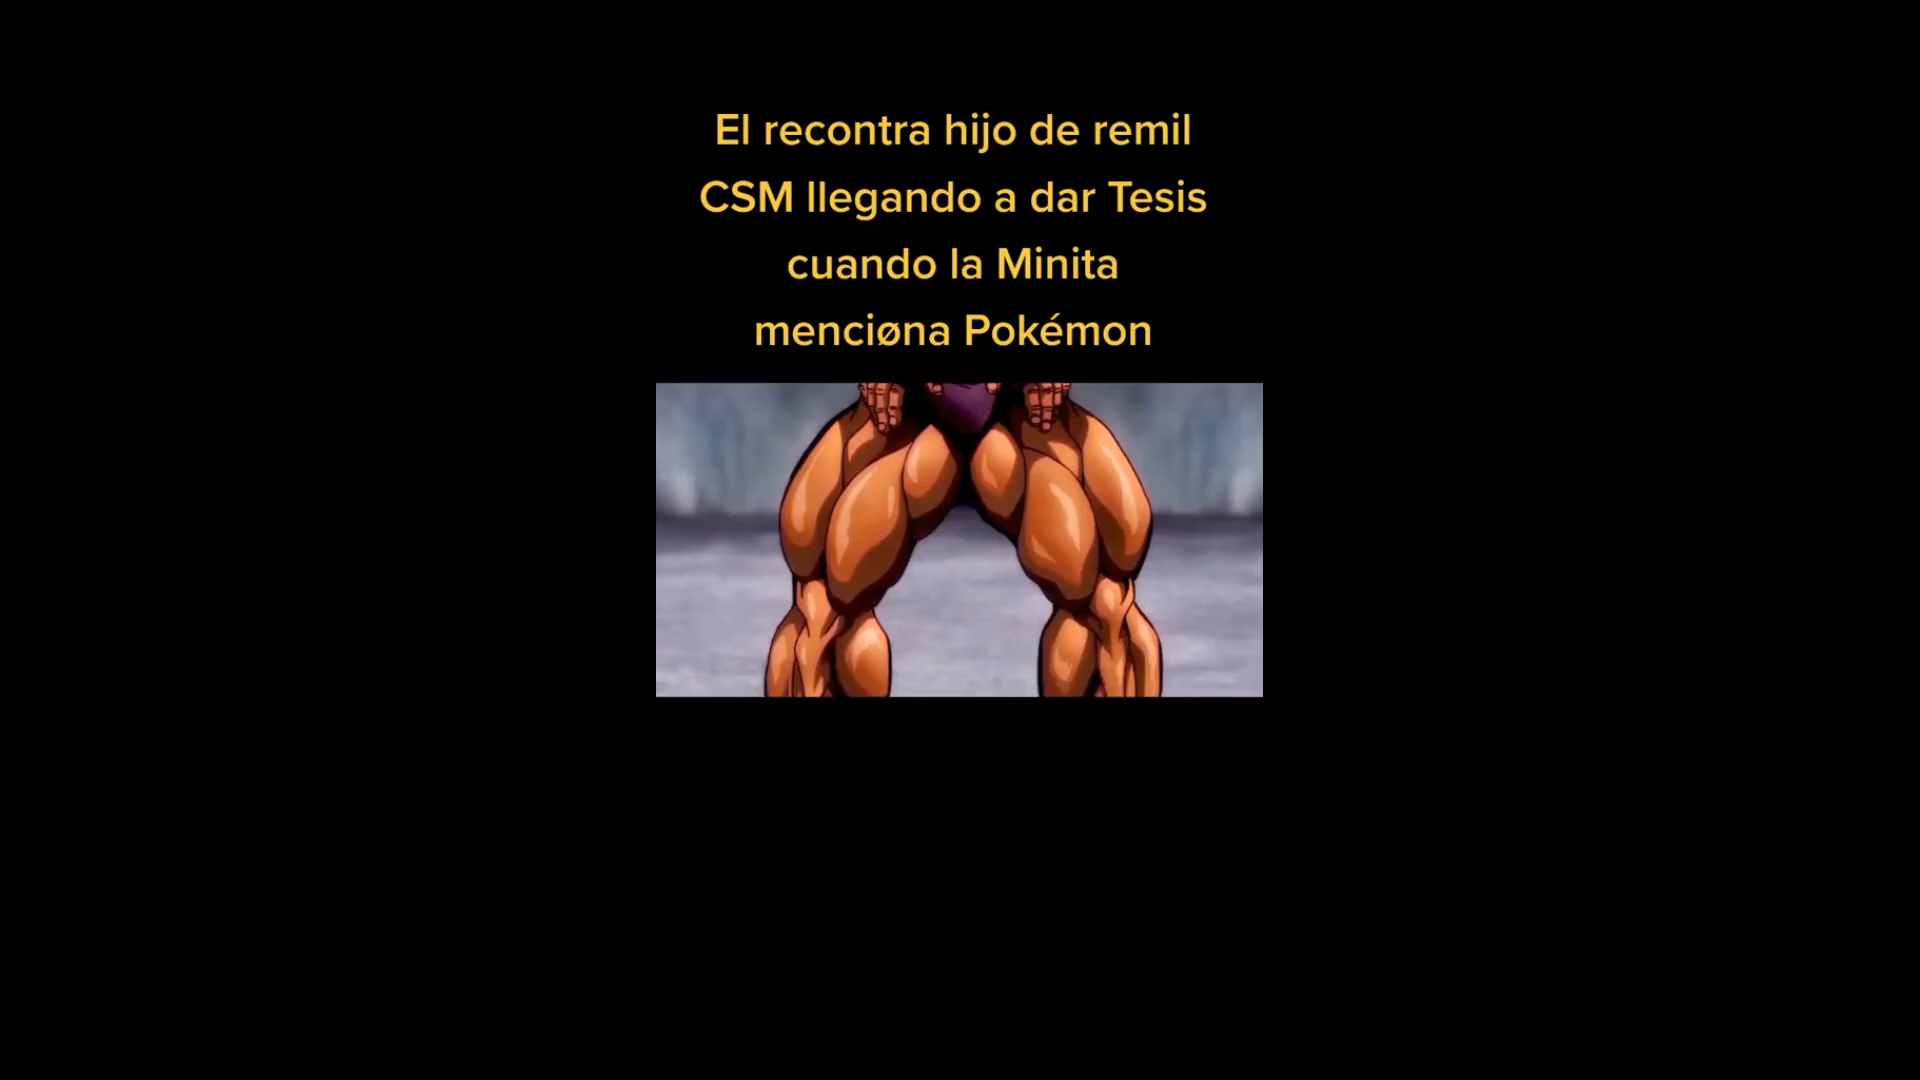 El recontra hijo de remil
CSM llegando a dar Tesis
cuando la Minita
menciøna Pokémon